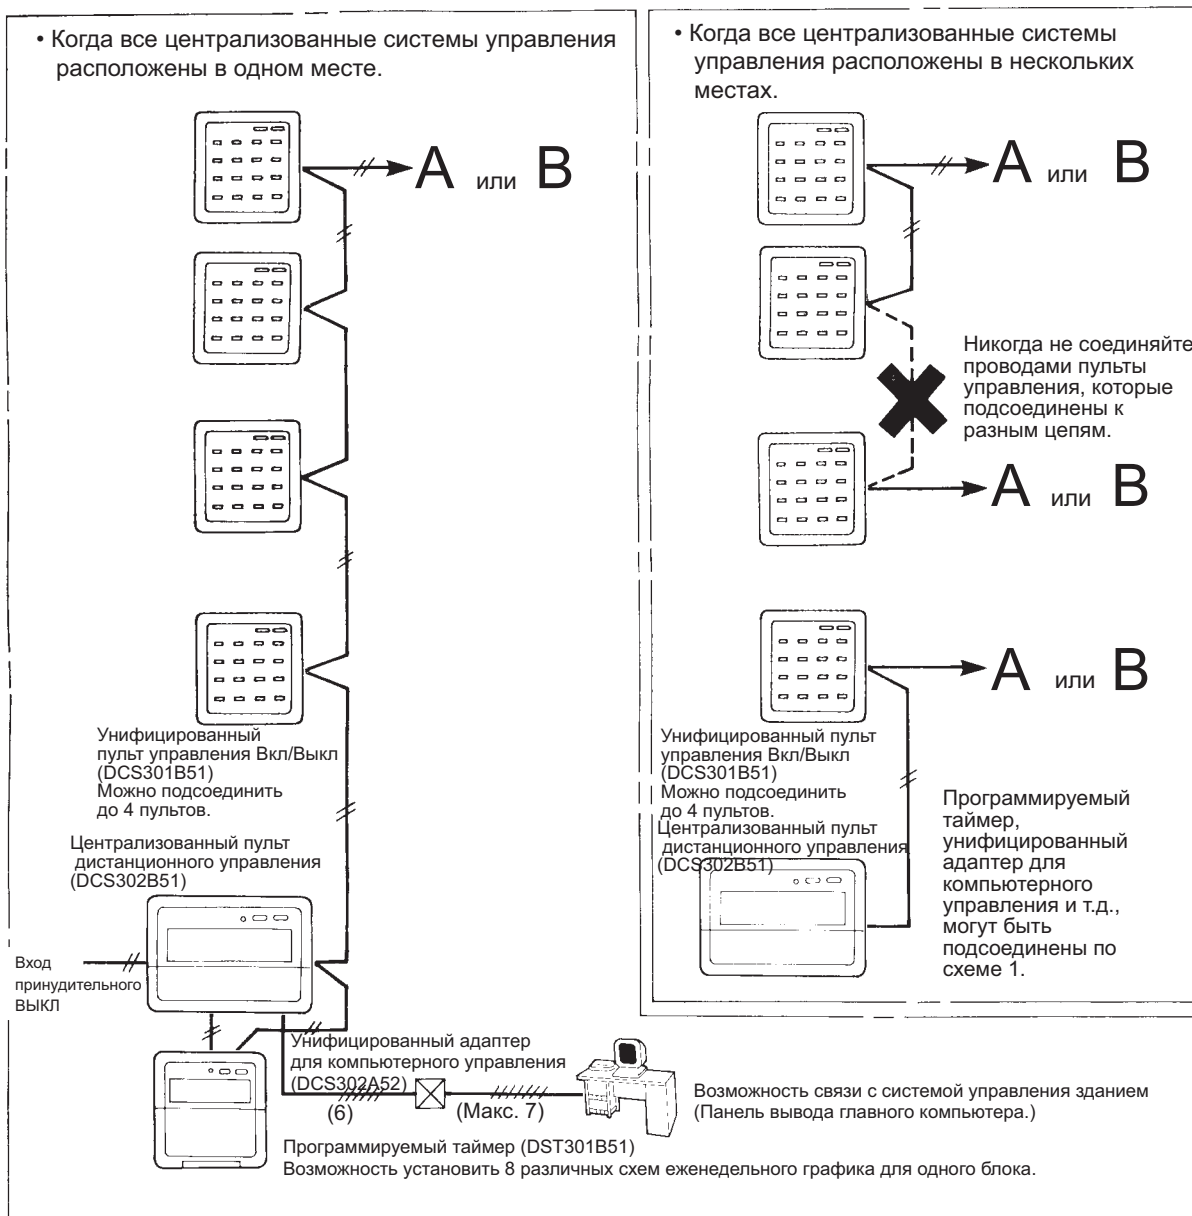 • Когда все централизованные системы управления
расположены в одном месте.
А или В
Унифицированный
пульт управления Вкл/Выкл
(DCS301B51)
Можно подсоединить
до 4 пультов.
Централизованный пульт
дистанционного управления
(DCS302B51)
Вход
принудительного
ВЫКЛ
Унифицированный адаптер
для компьютерного управления
(DCS302A52)
(6)
(Макс. 7)
Возможность связи с системой управления зданием
(Панель вывода главного компьютера.)
Программируемый таймер (DST301B51)
Возможность установить 8 различных схем еженедельного графика для одного блока.
• Когда все централизованные системы
управления расположены в нескольких
местах.
А или В
Никогда не соединяйте
проводами пульты
управления, которые
подсоединены к
разным цепям.
А или В
А или В
Унифицированный пульт
управления Вкл/Выкл
(DCS301B51)
Можно подсоединить
до 4 пультов.
Централизованный пульт
дистанционного управления
(DCS302B51)
Программируемый
таймер,
унифицированный
адаптер для
компьютерного
управления и т.д.,
могут быть
подсоединены по
схеме 1.